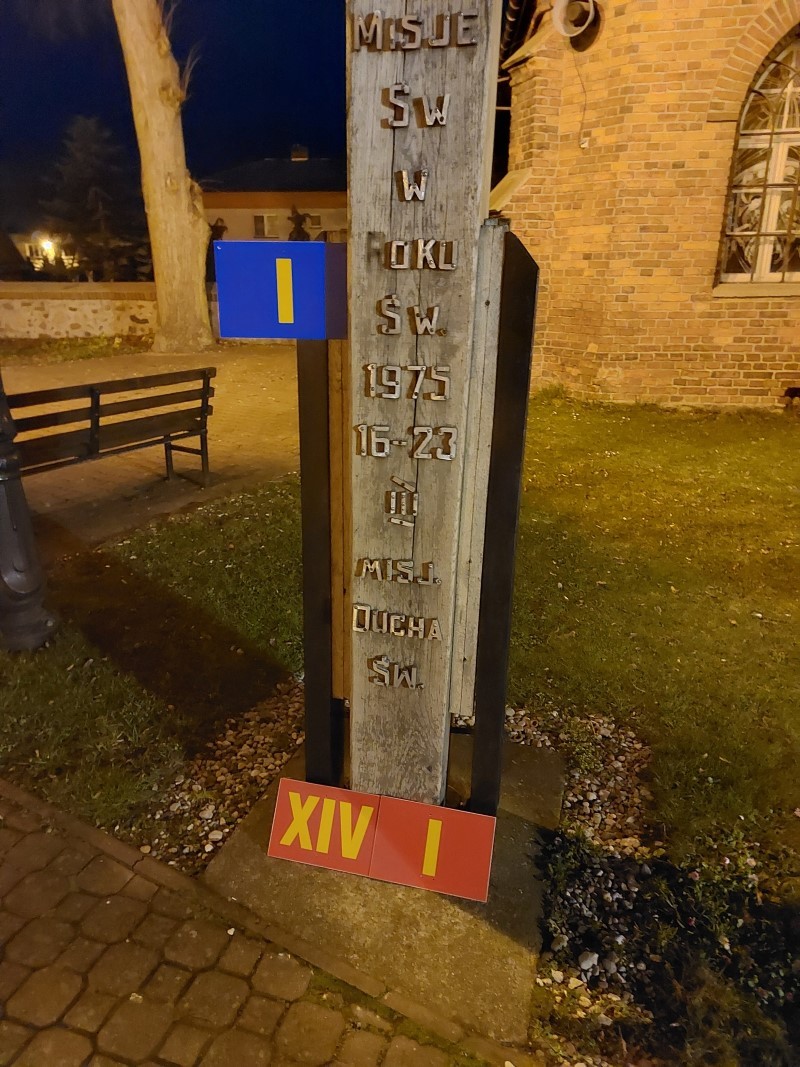 MISJE
ŚW
W
ROKU
ŚW.
1975
16-23
III
MISJ.
DUCHA
ŚW.
I
XIV I